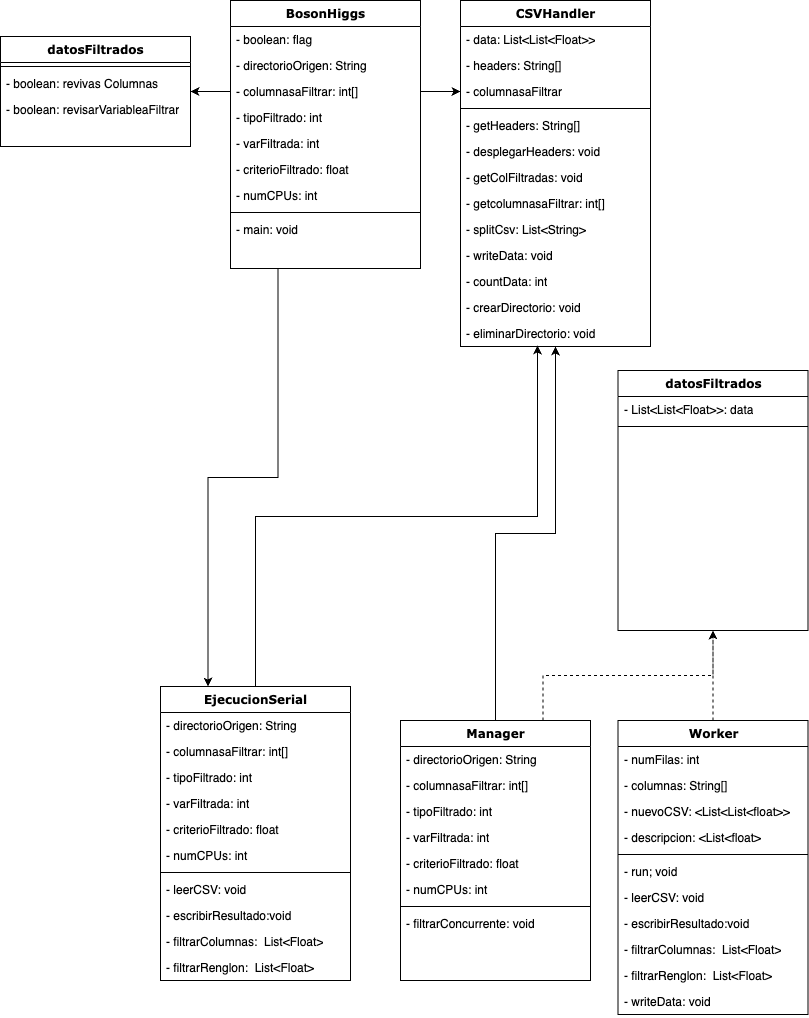 BosonHiggs
- boolean: flag
- directorioOrigen: String
- columnasaFiltrar: int[]
- tipoFiltrado: int
- varFiltrada: int
- criterioFiltrado: float
- numCPUs: int
- main: void
CSVHandler
- data: List<List<Float>>
- headers: String[]
- columnasaFiltrar
- getHeaders: String[]
- desplegarHeaders: void
- getColFiltradas: void
- getcolumnasaFiltrar: int[]
- splitCsv: List<String>
- writeData: void
- countData: int
- crearDirectorio: void
- eliminarDirectorio: void
datosFiltrados
- boolean: revivas Columnas
- boolean: revisarVariableaFiltrar
datosFiltrados
- List<List<Float>>: data
EjecucionSerial
- directorioOrigen: String
- columnasaFiltrar: int[]
- tipoFiltrado: int
- varFiltrada: int
- criterioFiltrado: float
- numCPUs: int
- leerCSV: void
- escribirResultado:void
- filtrarColumnas:  List<Float>
- filtrarRenglon:  List<Float>
Manager
- directorioOrigen: String
- columnasaFiltrar: int[]
- tipoFiltrado: int
- varFiltrada: int
- criterioFiltrado: float
- numCPUs: int
- filtrarConcurrente: void
Worker
- numFilas: int
- columnas: String[]
- nuevoCSV: <List<List<float>>
- descripcion: <List<float>
- run; void
- leerCSV: void
- escribirResultado:void
- filtrarColumnas:  List<Float>
- filtrarRenglon:  List<Float>
- writeData: void